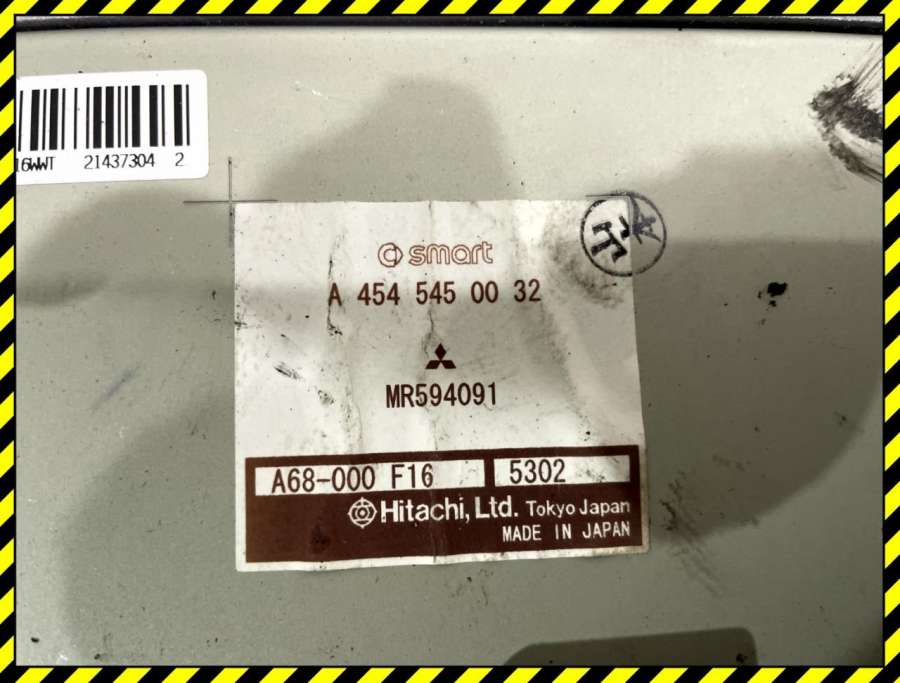 16WWT 21437304 2
smart
A 454 545 00 32
MR594091
A68-000 F16 5302
Hitachi, Ltd. Tokyo Japan
MADE IN JAPAN